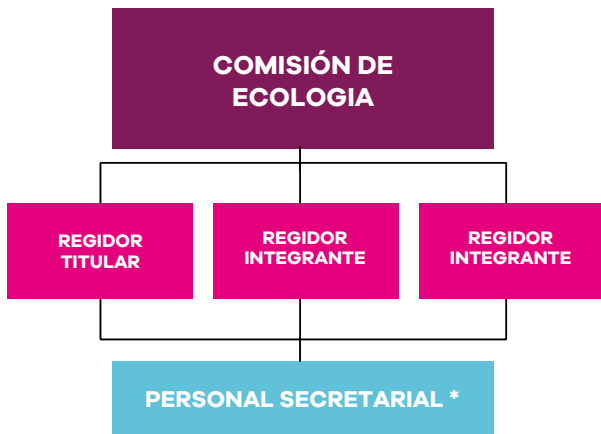 COMISIÓN DE
ECOLOGIA
REGIDOR
TITULAR
REGIDOR
INTEGRANTE
REGIDOR
INTEGRANTE
PERSONAL SECRETARIAL *